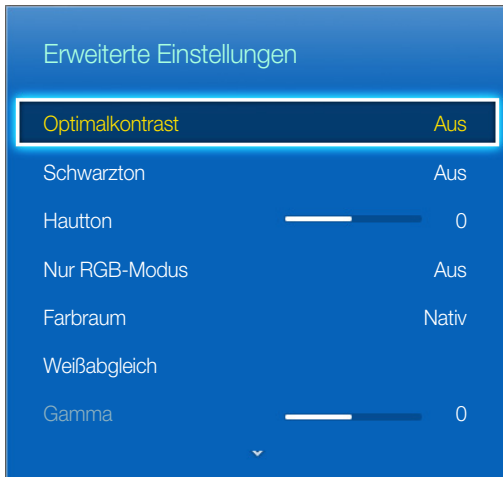 Erweiterte Einstellungen
Optimalkontrast Aus
Schwarzton Aus
Hautton 0
Nur RGB-Modus Aus
Farbraum Nativ
Weißabgleich
Gamma 0